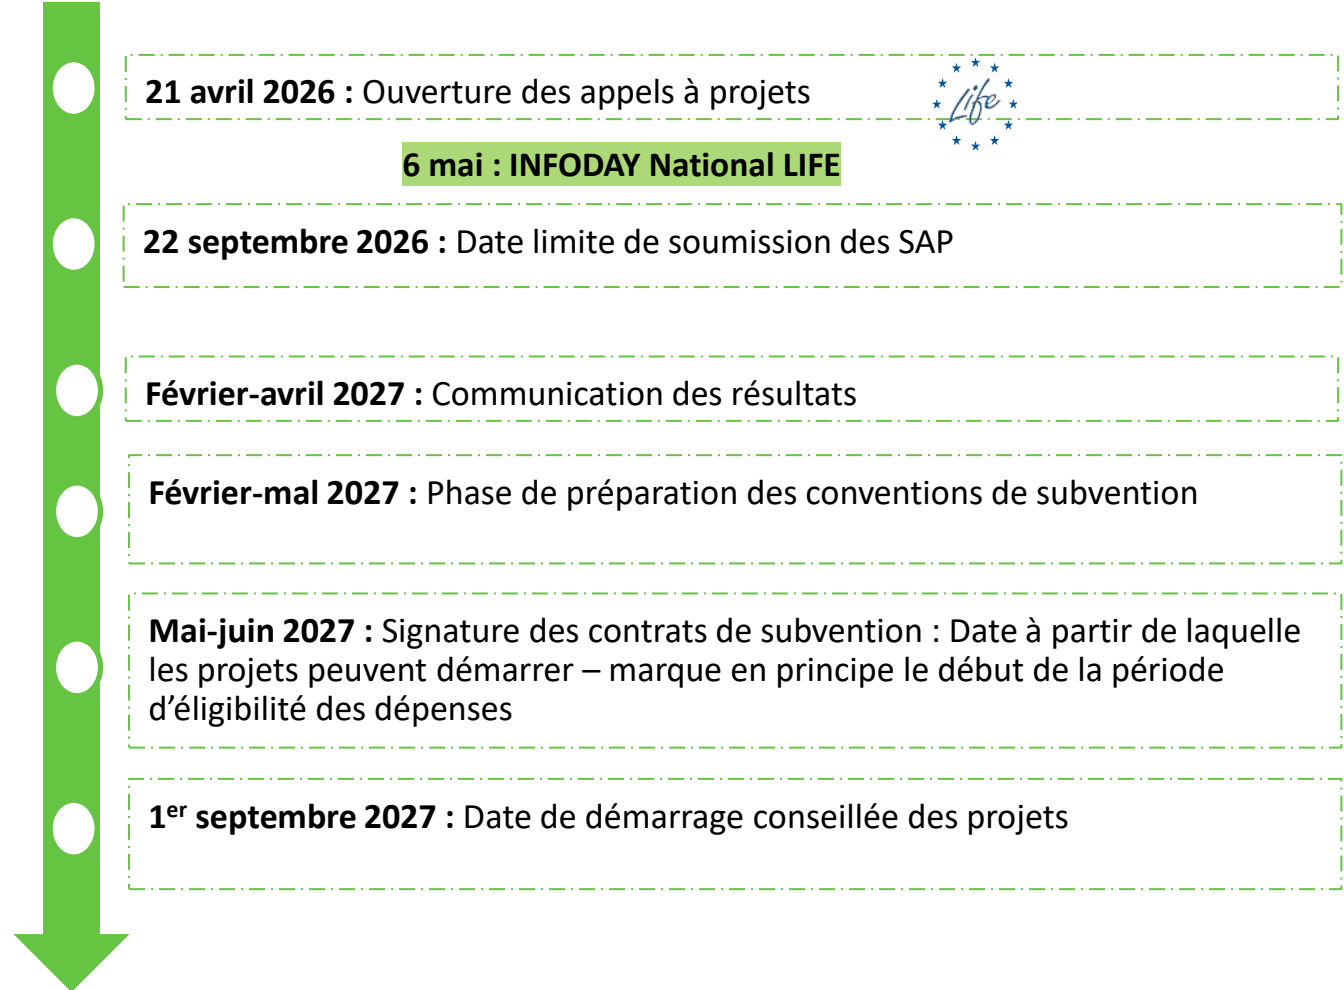 21 avril 2026 : Ouverture des appels à projets
life
6 mai : INFODAY National LIFE
22 septembre 2026 : Date limite de soumission des SAP
Février-avril 2027 : Communication des résultats
Février-mal 2027 : Phase de préparation des conventions de subvention
Mai-juin 2027 : Signature des contrats de subvention : Date à partir de laquelle
les projets peuvent démarrer – marque en principe le début de la période
d’éligibilité des dépenses
1er septembre 2027 : Date de démarrage conseillée des projets